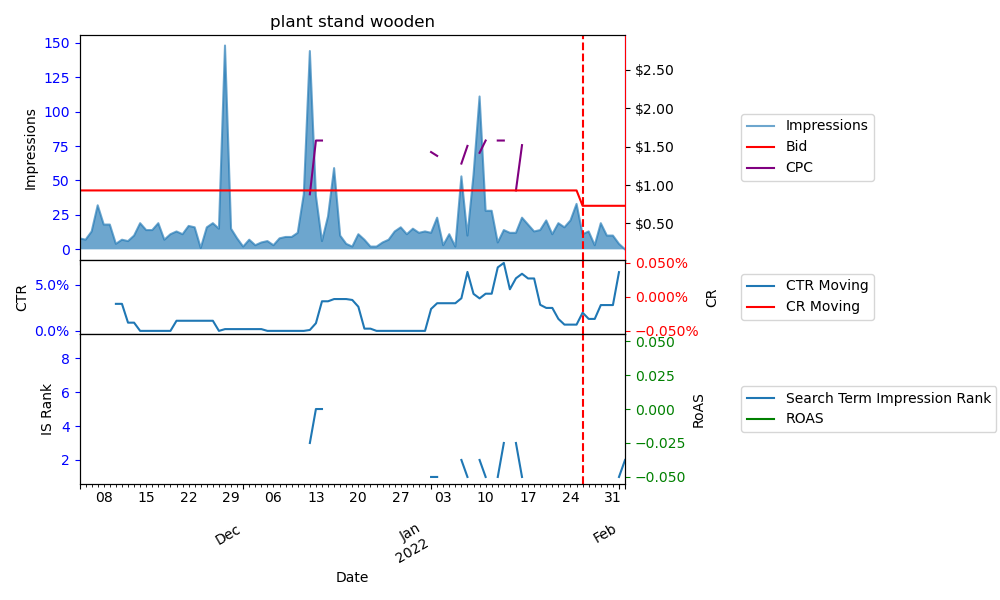 plant stand wooden
150
125
100
75
50
25
0
Impressions
$2.50
$2.00
$1.50
$1.00
$0.50
Impressions
Bid
CPC
5.0%
0.0%
CTR
0.050%
0.000%
−0.050%
CR
CTR Moving
CR Moving
8
6
4
2
IS Rank
0.050
0.025
0.000
−0.025
−0.050
RoAS
Search Term Impression Rank
ROAS
08 15 22 29 06 13 20 27 03 10 17 24 31
Dec Jan Feb
2022
Date